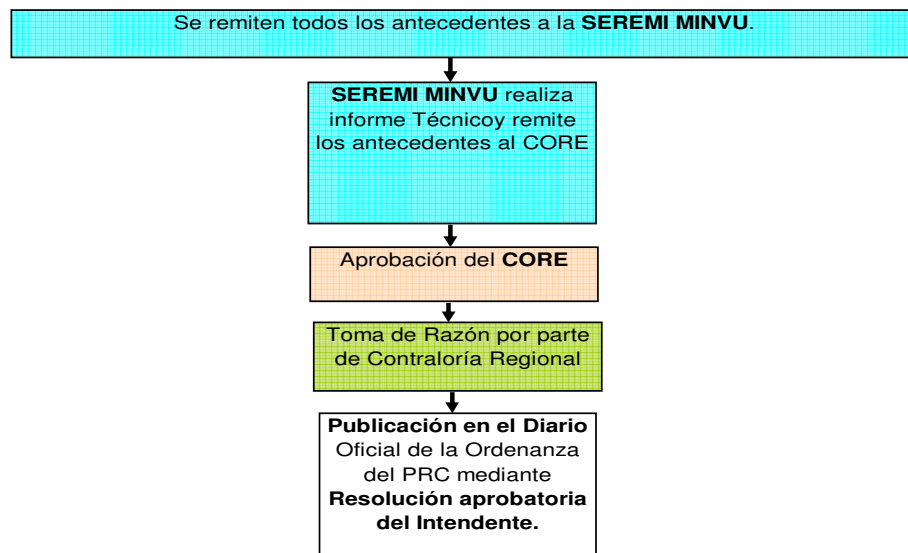 Se remiten todos los antecedentes a la SEREMI MINVU.
SEREMI MINVU realiza
informe Técnicoy remite
los antecedentes al CORE
Aprobación del CORE
Toma de Razón por parte
de Contraloría Regional
Publicación en el Diario
Oficial de la Ordenanza
del PRC mediante
Resolución aprobatoria
del Intendente.